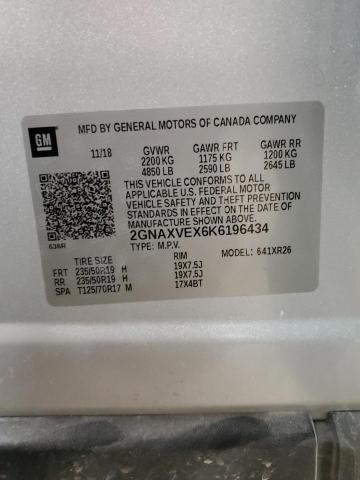 GM
MFD BY GENERAL MOTORS OF CANADA COMPANY
11/18 GVWR GAWR FRT GAWR RR
2200 KG 1175 KG 1200 KG
4850 LB 2590 LB 2645 LB
THIS VEHICLE CONFORMS TO ALL
APPLICABLE U.S. FEDERAL MOTOR
VEHICLE SAFETY AND THEFT PREVENTION
STANDARDS IN EFFECT ON THE DATE OF
MANUFACTURE SHOWN ABOVE.
2GNAXVEX6K6196434
TYPE: M.P.V. MODEL: 641XR26
TIRE SIZE RIM
FRT 235/50R19 H 19X7.5J
RR 235/50R19 H 19X7.5J
SPA T125/70R17 M 17X4BT